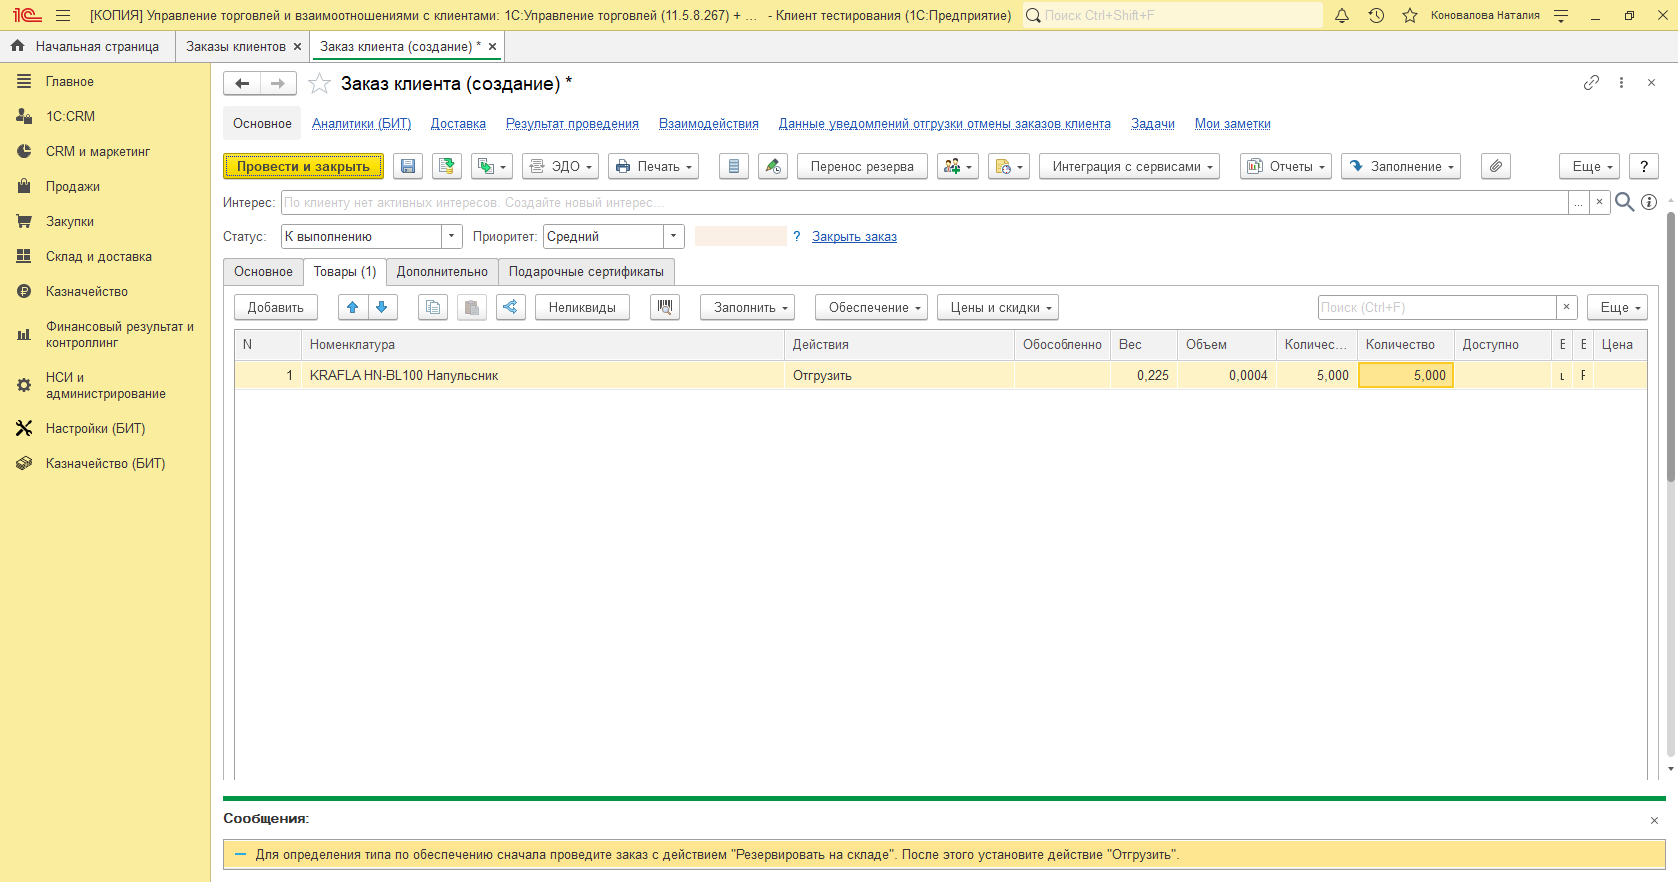 [КОПИЯ] Управление торговлей и взаимоотношениями с клиентами: 1С:Управление торговлей (11.5.8.267) + ... - Клиент тестирования (1С:Предприятие)
Поиск Ctrl+Shift+F
Коновалова Наталия
Начальная страница
Заказы клиентов ×
Заказ клиента (создание) * ×
Главное
1С:CRM
CRM и маркетинг
Продажи
Закупки
Склад и доставка
Казначейство
Финансовый результат и
контроллинг
НСИ и
администрирование
Настройки (БИТ)
Казначейство (БИТ)
Заказ клиента (создание) *
Основное Аналитики (БИТ) Доставка Результат проведения Взаимодействия Данные уведомлений отгрузки отмены заказов клиента Задачи Мои заметки
Провести и закрыть ЭДО Печать Перенос резерва Интеграция с сервисами Отчеты Заполнение Еще ?
Интерес: По клиенту нет активных интересов. Создайте новый интерес... ... ×
Статус: К выполнению Приоритет: Средний ? Закрыть заказ
Основное Товары (1) Дополнительно Подарочные сертификаты
Добавить Неликвиды Заполнить Обеспечение Цены и скидки Поиск (Ctrl+F) × Еще
N Номенклатура Действия Обособленно Вес Объем Количес... Количество Доступно Цена
1 KRAFLA HN-BL100 Напульсник Отгрузить 0,225 0,0004 5,000 5,000
Сообщения: ×
Для определения типа по обеспечению сначала проведите заказ с действием "Резервировать на складе". После этого установите действие "Отгрузить".